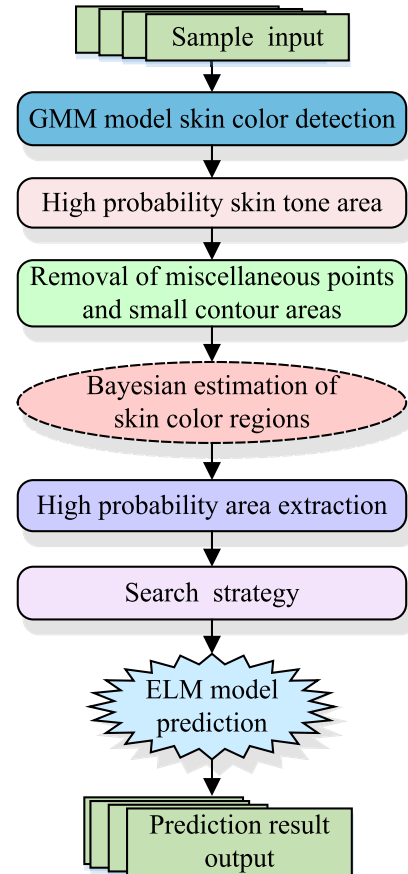 Sample input
GMM model skin color detection
High probability skin tone area
Removal of miscellaneous points
and small contour areas
Bayesian estimation of
skin color regions
High probability area extraction
Search strategy
ELM model
prediction
Prediction result
output